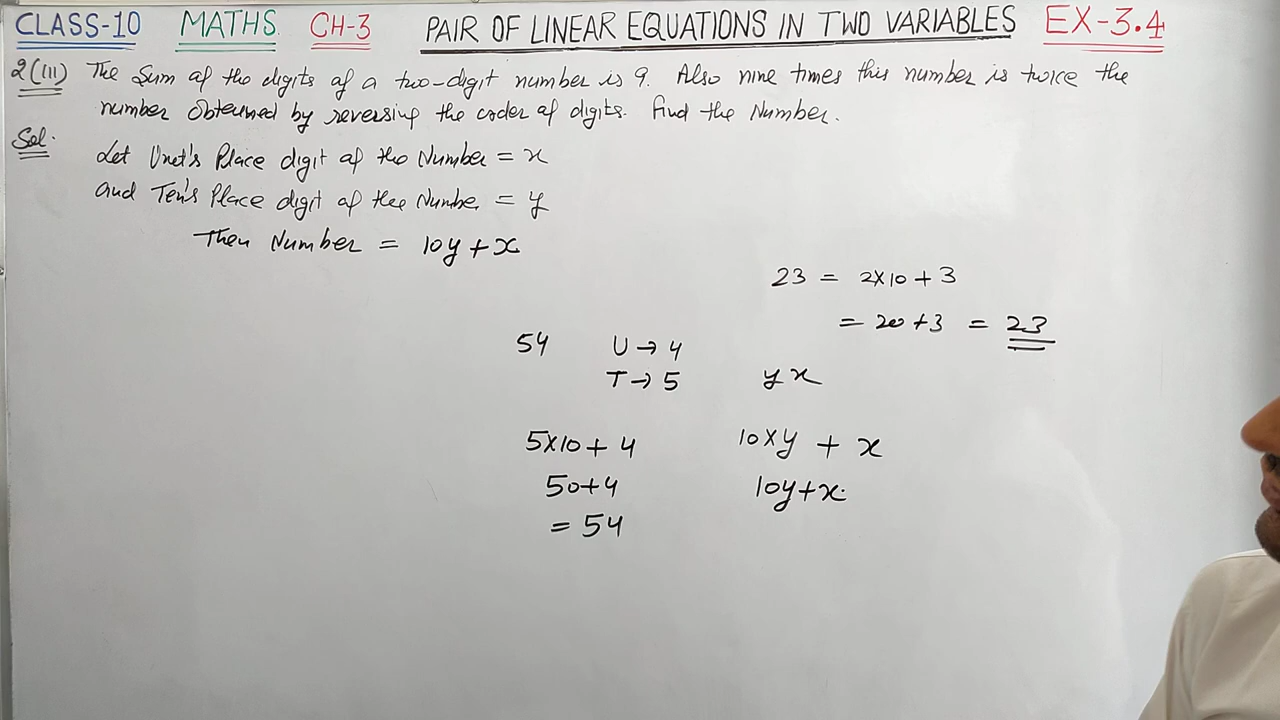 CLASS-10 MATHS CH-3 PAIR OF LINEAR EQUATIONS IN TWO VARIABLES EX-3.4
2(III) The Sum of the digits of a two-digit number is 9. Also nine times this number is twice the
number obtained by reversing the order of digits. Find the Number.
Sol.
Let Unit's Place digit of the Number = x
and Ten's Place digit of the Number = y
Then Number = 10y + x
23 = 2x10 + 3
= 20 + 3 = 23
54 U → 4
T → 5 y x
5x10 + 4 10xy + x
50+4 10y+x
= 54